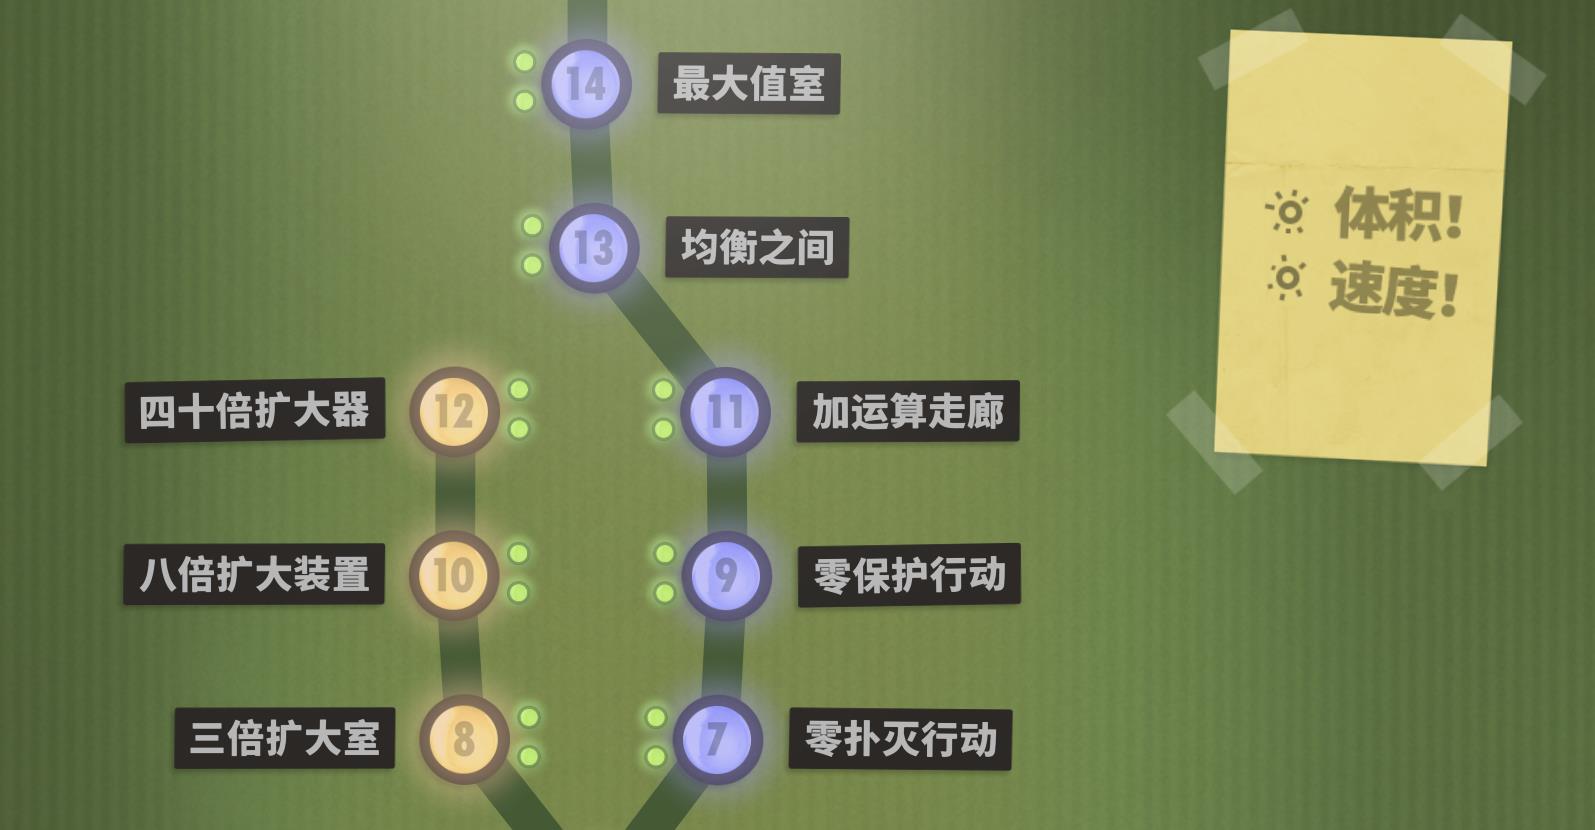 14 最大值室
13 均衡之间
四十倍扩大器 12
11 加运算走廊
八倍扩大装置 10
9 零保护行动
三倍扩大室 8
7 零扑灭行动
体积!
速度!